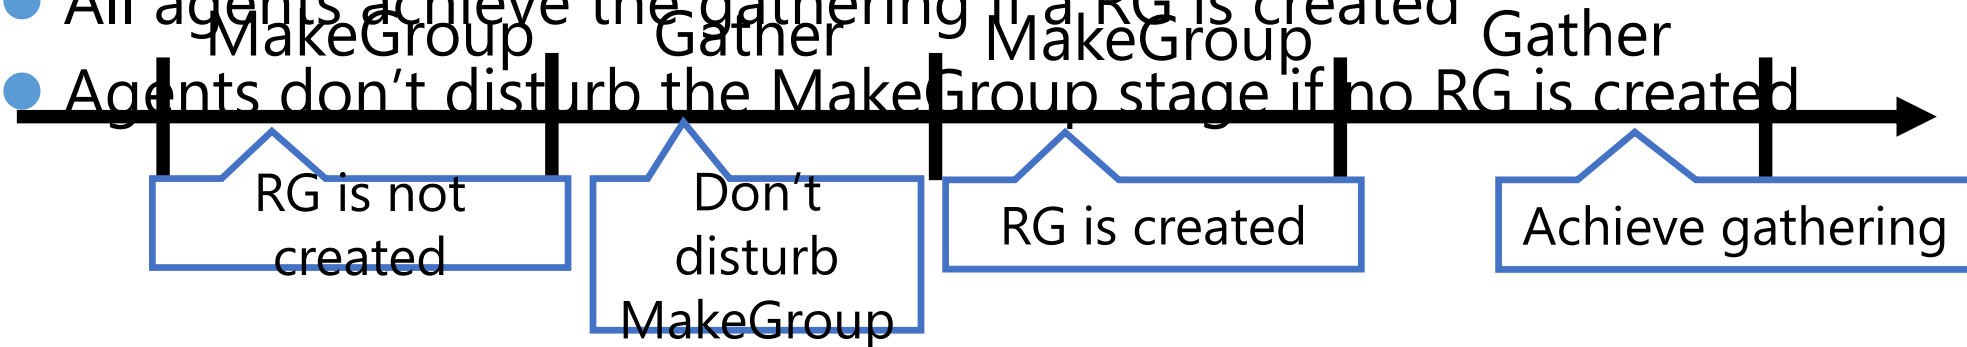 All agents achieve the gathering if a RG is created
MakeGroup Gather MakeGroup Gather
Agents don’t disturb the MakeGroup stage if no RG is created
RG is not
created
Don’t
disturb
MakeGroup
RG is created
Achieve gathering